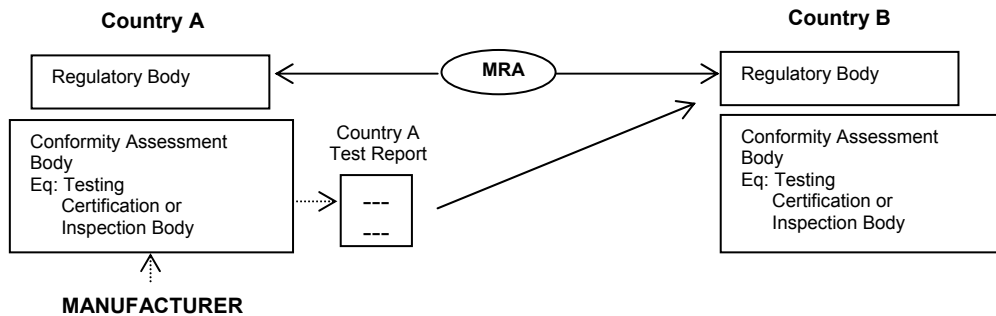 Country A
Country B
Regulatory Body
MRA
Regulatory Body
Conformity Assessment
Body
Eq: Testing
Certification or
Inspection Body
Country A
Test Report
---
---
Conformity Assessment
Body
Eq: Testing
Certification or
Inspection Body
MANUFACTURER